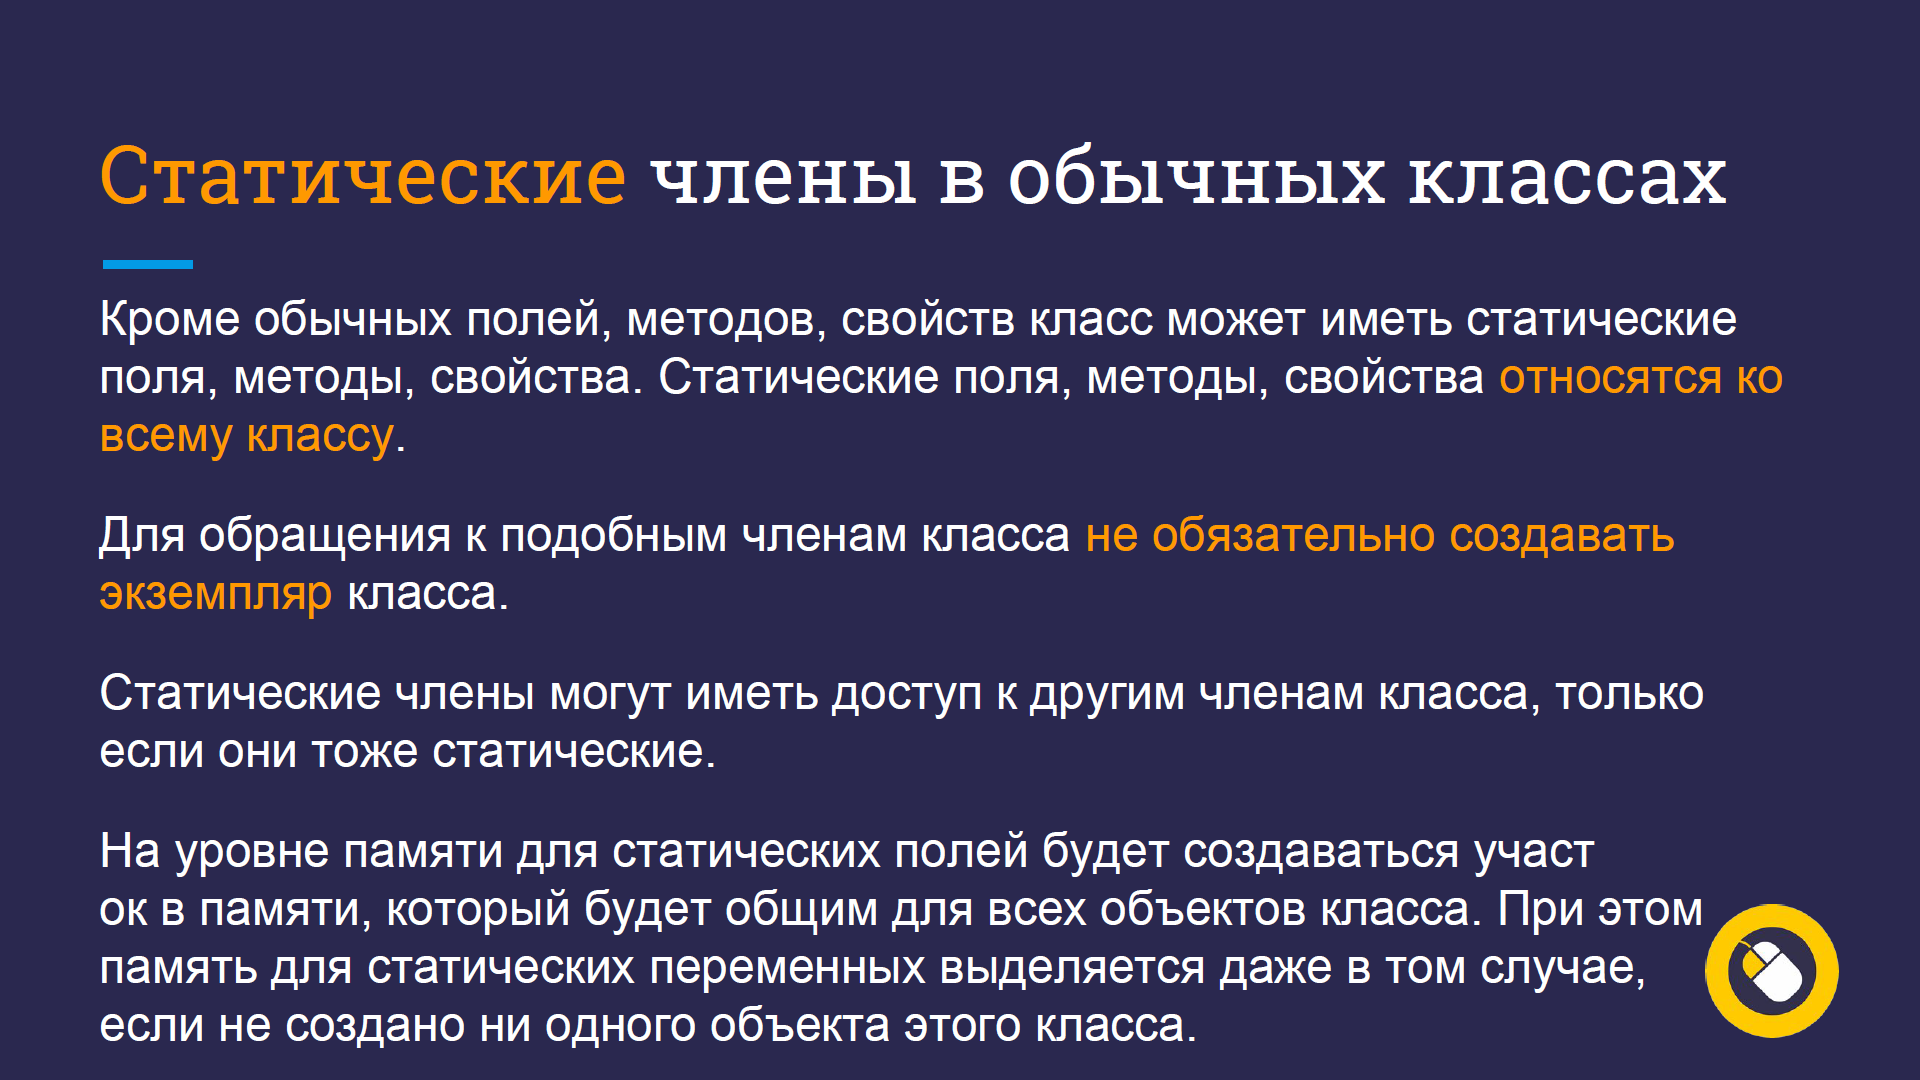 Статические члены в обычных классах
Кроме обычных полей, методов, свойств класс может иметь статические
поля, методы, свойства. Статические поля, методы, свойства относятся ко
всему классу.
Для обращения к подобным членам класса не обязательно создавать
экземпляр класса.
Статические члены могут иметь доступ к другим членам класса, только
если они тоже статические.
На уровне памяти для статических полей будет создаваться участ
ок в памяти, который будет общим для всех объектов класса. При этом
память для статических переменных выделяется даже в том случае,
если не создано ни одного объекта этого класса.